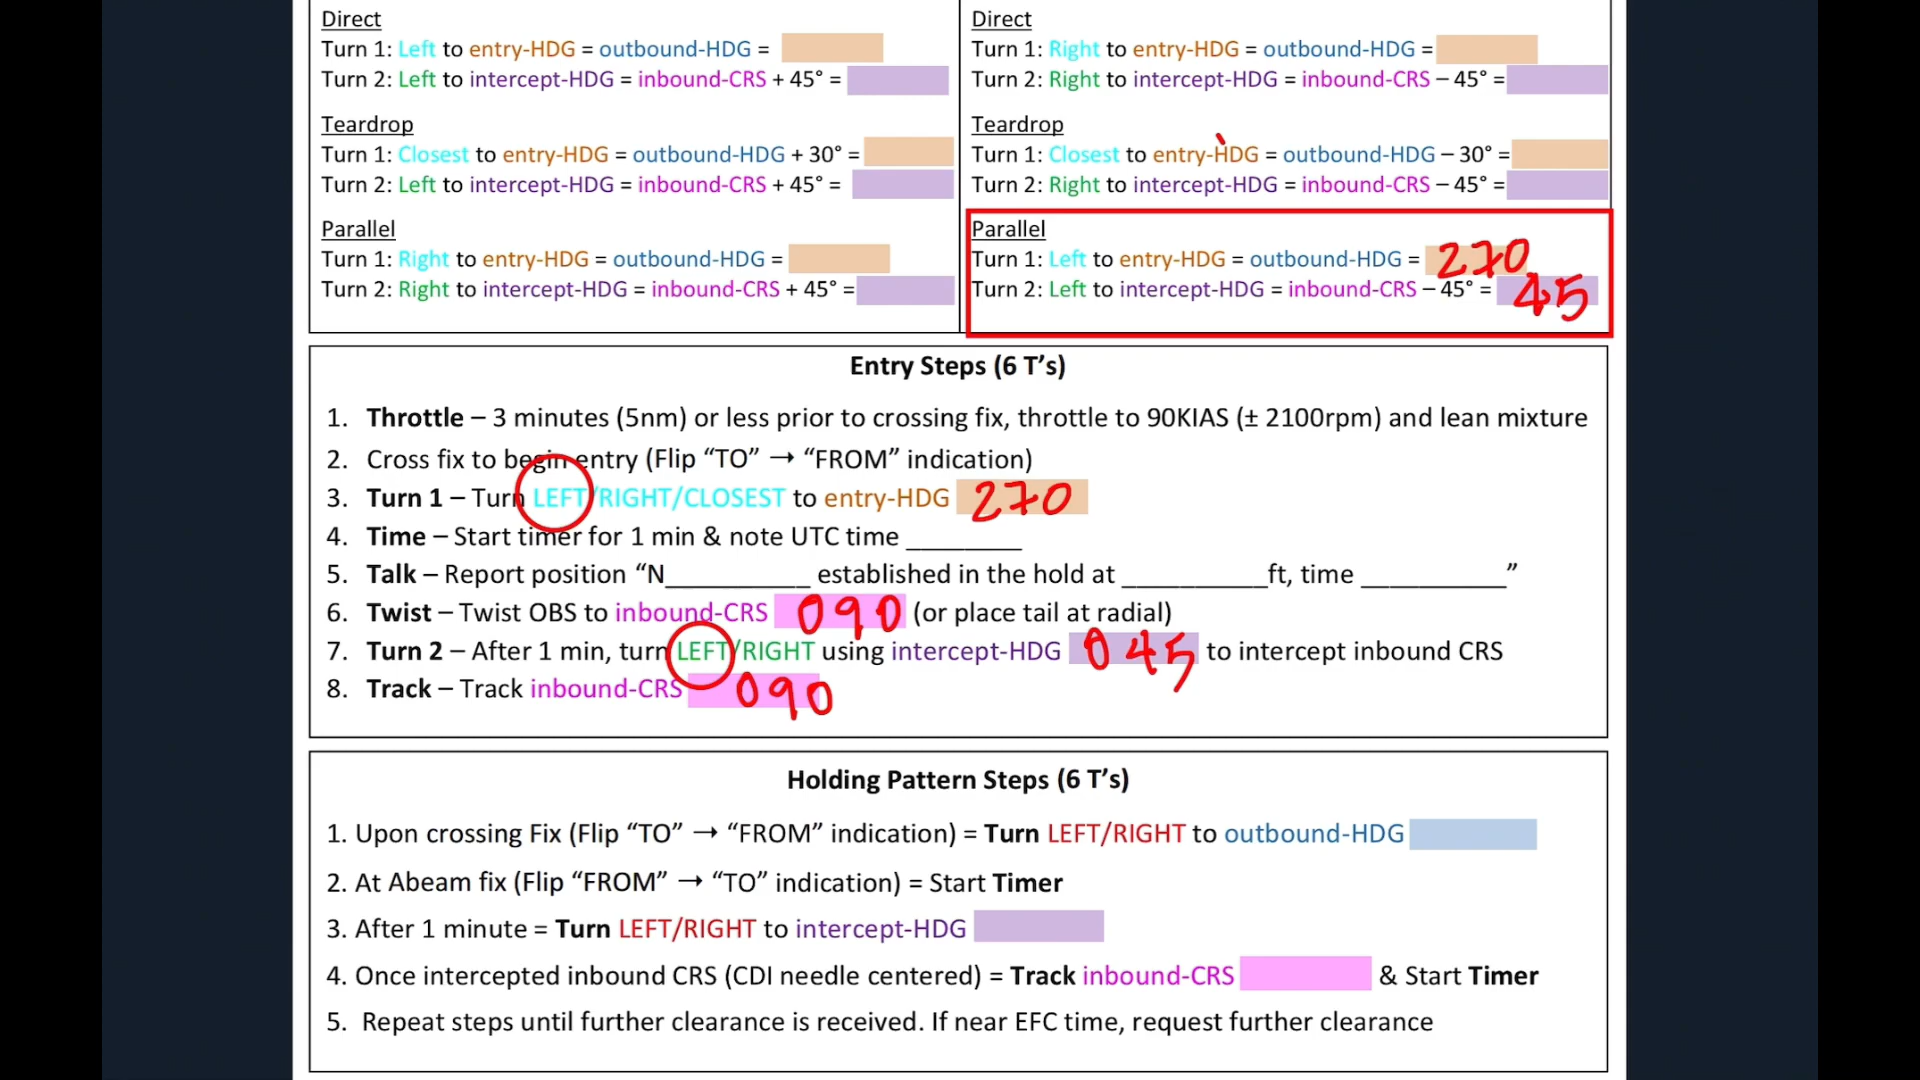 Direct
Turn 1: Left to entry-HDG = outbound-HDG =
Turn 2: Left to intercept-HDG = inbound-CRS + 45° =
Teardrop
Turn 1: Closest to entry-HDG = outbound-HDG + 30° =
Turn 2: Left to intercept-HDG = inbound-CRS + 45° =
Parallel
Turn 1: Right to entry-HDG = outbound-HDG =
Turn 2: Right to intercept-HDG = inbound-CRS + 45° =
Direct
Turn 1: Right to entry-HDG = outbound-HDG =
Turn 2: Right to intercept-HDG = inbound-CRS – 45° =
Teardrop
Turn 1: Closest to entry-HDG = outbound-HDG – 30° =
Turn 2: Right to intercept-HDG = inbound-CRS – 45° =
Parallel
Turn 1: Left to entry-HDG = outbound-HDG = 270
Turn 2: Left to intercept-HDG = inbound-CRS – 45° = 45
Entry Steps (6 T’s)
1. Throttle – 3 minutes (5nm) or less prior to crossing fix, throttle to 90KIAS (± 2100rpm) and lean mixture
2. Cross fix to begin entry (Flip “TO” → “FROM” indication)
3. Turn 1 – Turn LEFT/RIGHT/CLOSEST to entry-HDG 270
4. Time – Start timer for 1 min & note UTC time ________
5. Talk – Report position “N__________ established in the hold at __________ft, time __________”
6. Twist – Twist OBS to inbound-CRS 090 (or place tail at radial)
7. Turn 2 – After 1 min, turn LEFT/RIGHT using intercept-HDG 045 to intercept inbound CRS
8. Track – Track inbound-CRS 090
Holding Pattern Steps (6 T’s)
1. Upon crossing Fix (Flip “TO” → “FROM” indication) = Turn LEFT/RIGHT to outbound-HDG
2. At Abeam fix (Flip “FROM” → “TO” indication) = Start Timer
3. After 1 minute = Turn LEFT/RIGHT to intercept-HDG
4. Once intercepted inbound CRS (CDI needle centered) = Track inbound-CRS & Start Timer
5. Repeat steps until further clearance is received. If near EFC time, request further clearance